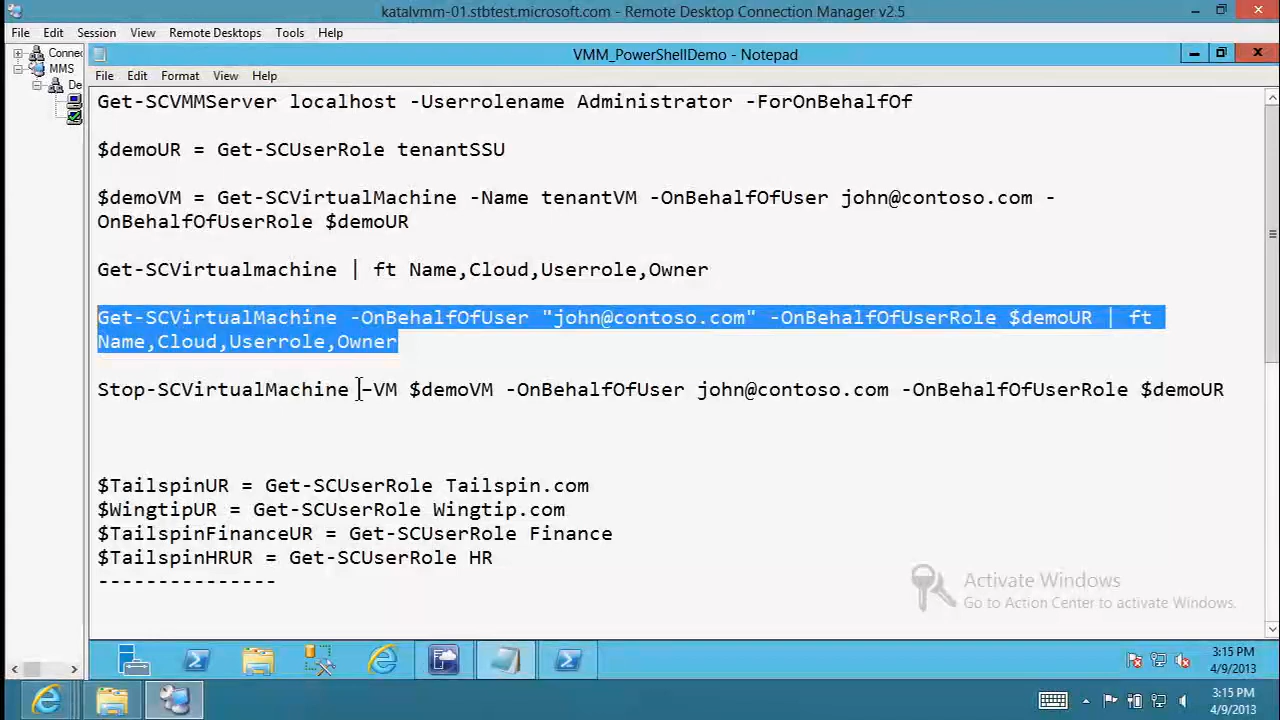 katalvmm-01.stbtest.microsoft.com - Remote Desktop Connection Manager v2.5
File Edit Session View Remote Desktops Tools Help
Connec
MMS
De
VMM_PowerShellDemo - Notepad
File Edit Format View Help
Get-SCVMMServer localhost -Userrolename Administrator -ForOnBehalfOf
$demoUR = Get-SCUserRole tenantSSU
$demoVM = Get-SCVirtualMachine -Name tenantVM -OnBehalfOfUser john@contoso.com -
OnBehalfOfUserRole $demoUR
Get-SCVirtualmachine | ft Name,Cloud,Userrole,Owner
Get-SCVirtualMachine -OnBehalfOfUser "john@contoso.com" -OnBehalfOfUserRole $demoUR | ft
Name,Cloud,Userrole,Owner
Stop-SCVirtualMachine -VM $demoVM -OnBehalfOfUser john@contoso.com -OnBehalfOfUserRole $demoUR
$TailspinUR = Get-SCUserRole Tailspin.com
$WingtipUR = Get-SCUserRole Wingtip.com
$TailspinFinanceUR = Get-SCUserRole Finance
$TailspinHRUR = Get-SCUserRole HR
---------------
Activate Windows
Go to Action Center to activate Windows.
3:15 PM
4/9/2013
3:15 PM
4/9/2013